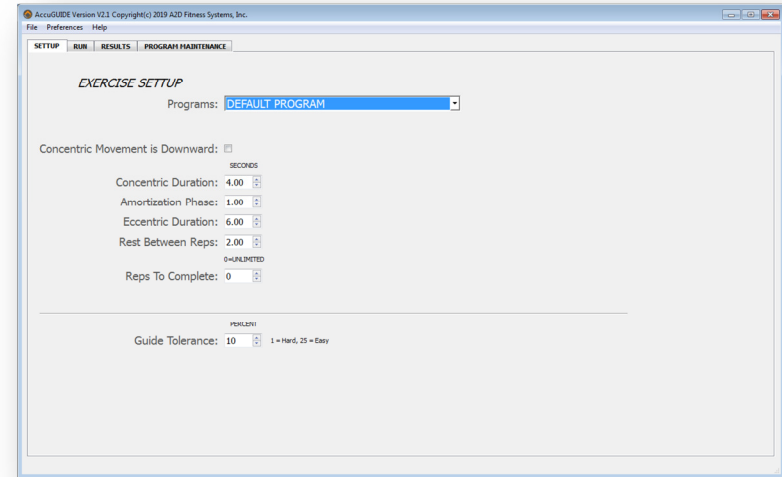 AccuGUIDE Version V2.1 Copyright(c) 2019 A2D Fitness Systems, Inc.
File Preferences Help
SETTUP RUN RESULTS PROGRAM MAINTENANCE
EXERCISE SETTUP
Programs: DEFAULT PROGRAM
Concentric Movement is Downward:
SECONDS
Concentric Duration: 4.00
Amortization Phase: 1.00
Eccentric Duration: 6.00
Rest Between Reps: 2.00
0=UNLIMITED
Reps To Complete: 0
PERCENT
Guide Tolerance: 10 1 = Hard, 25 = Easy